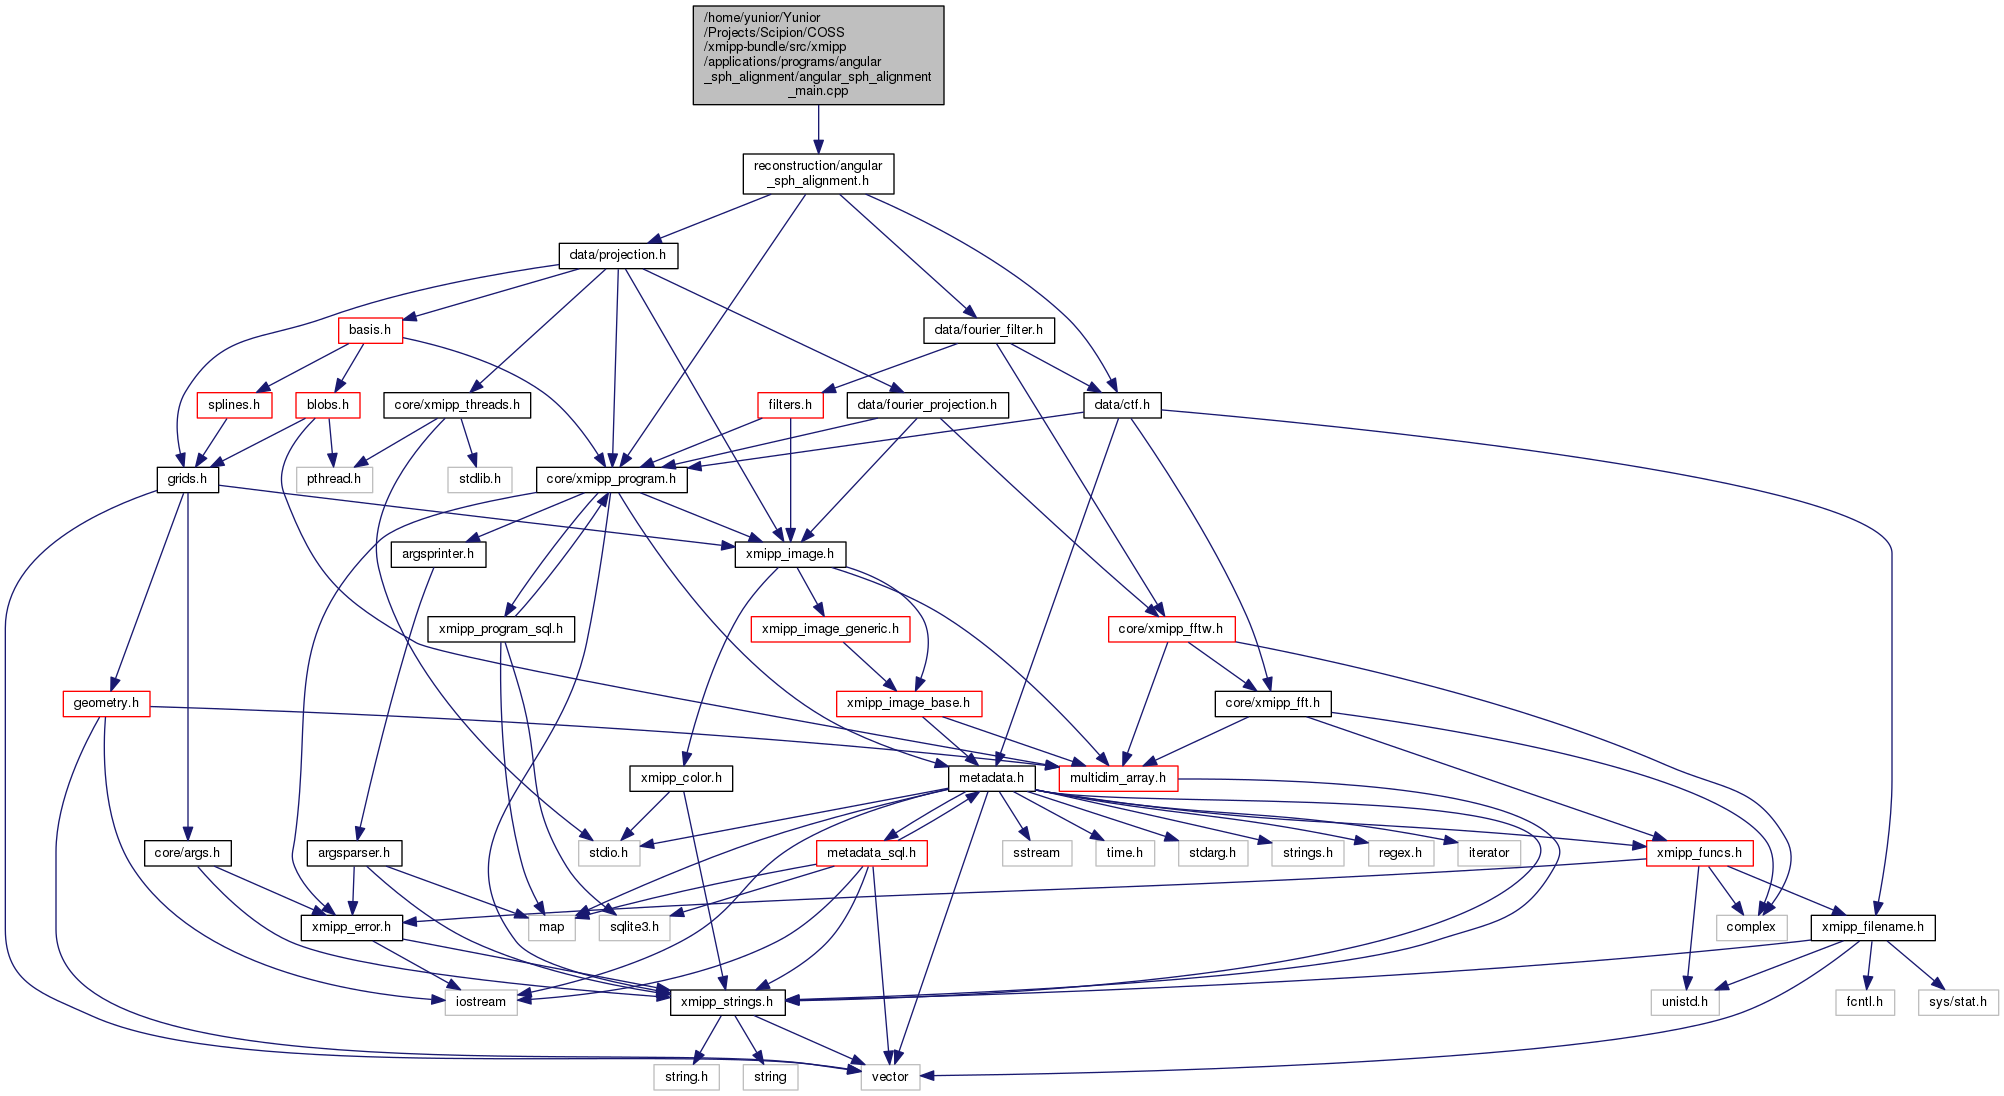 /home/yunior/Yunior
/Projects/Scipion/COSS
/xmipp-bundle/src/xmipp
/applications/programs/angular
_sph_alignment/angular_sph_alignment
_main.cpp
reconstruction/angular
_sph_alignment.h
data/projection.h
basis.h
data/fourier_filter.h
splines.h
blobs.h
core/xmipp_threads.h
filters.h
data/fourier_projection.h
data/ctf.h
grids.h
pthread.h
stdlib.h
core/xmipp_program.h
argsprinter.h
xmipp_image.h
xmipp_program_sql.h
xmipp_image_generic.h
core/xmipp_fftw.h
geometry.h
xmipp_image_base.h
core/xmipp_fft.h
xmipp_color.h
metadata.h
multidim_array.h
core/args.h
argsparser.h
stdio.h
metadata_sql.h
sstream
time.h
stdarg.h
strings.h
regex.h
iterator
xmipp_funcs.h
xmipp_error.h
map
sqlite3.h
complex
xmipp_filename.h
iostream
xmipp_strings.h
unistd.h
fcntl.h
sys/stat.h
string.h
string
vector